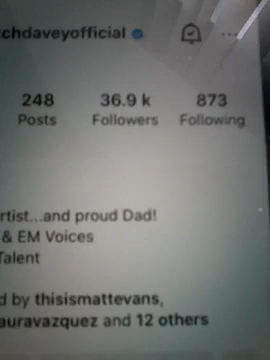 chdaveyofficial
248 36.9 k 873
Posts Followers Following
rtist...and proud Dad!
& EM Voices
Talent
d by thisismattevans,
auravazquez and 12 others